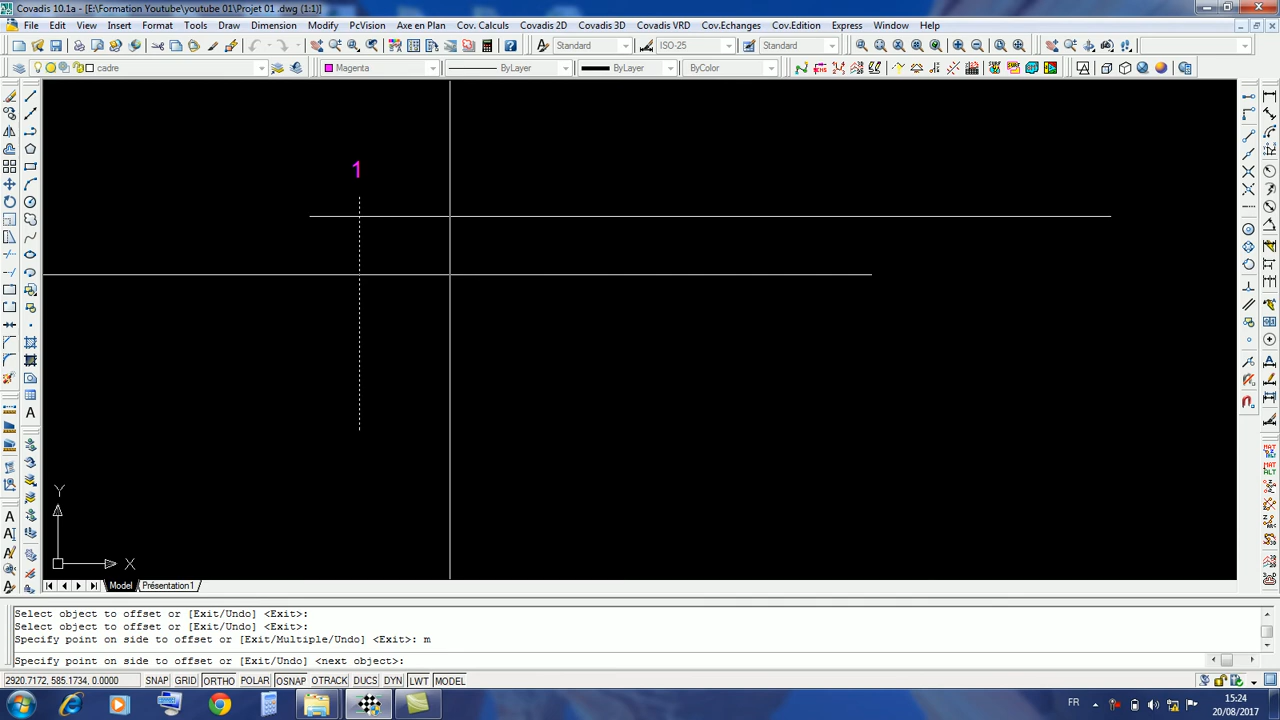 Covadis 10.1a - [E:\Formation Youtube\youtube 01\Projet 01 .dwg (1:1)]
File Edit View Insert Format Tools Draw Dimension Modify PcVision Axe en Plan Cov. Calculs Covadis 2D Covadis 3D Covadis VRD Cov.Echanges Cov.Edition Express Window Help
Standard ISO-25 Standard
cadre Magenta ByLayer ByLayer ByColor
1
Y
X
Model Présentation1
Select object to offset or [Exit/Undo] <Exit>:
Select object to offset or [Exit/Undo] <Exit>:
Specify point on side to offset or [Exit/Multiple/Undo] <Exit>: m
Specify point on side to offset or [Exit/Undo] <next object>:
2920.7172, 585.1734, 0.0000 SNAP GRID ORTHO POLAR OSNAP OTRACK DUCS DYN LWT MODEL
FR 15:24
20/08/2017